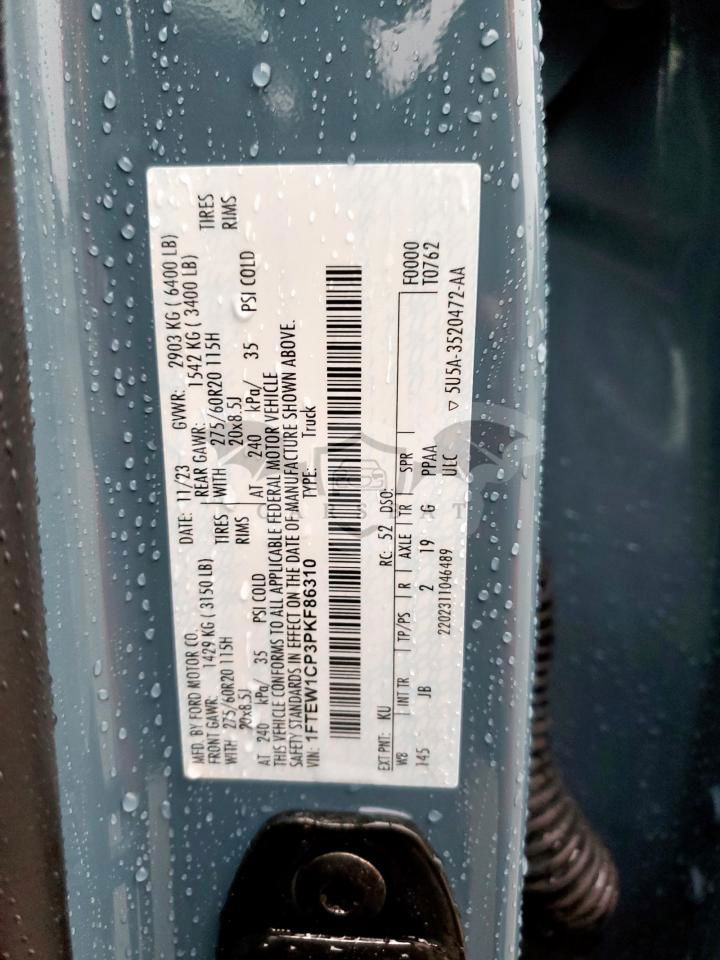 MFD. BY FORD MOTOR CO.
DATE: 11/23 GVWR: 2903 KG ( 6400 LB)
FRONT GAWR: 1429 KG ( 3150 LB) REAR GAWR: 1542 KG ( 3400 LB)
WITH 275/60R20 115H TIRES WITH 275/60R20 115H TIRES
20x8.5J RIMS 20x8.5J RIMS
AT 240 kPa/ 35 PSI COLD AT 240 kPa/ 35 PSI COLD
THIS VEHICLE CONFORMS TO ALL APPLICABLE FEDERAL MOTOR VEHICLE
SAFETY STANDARDS IN EFFECT ON THE DATE OF MANUFACTURE SHOWN ABOVE.
VIN: 1FTEW1CP3PKF86310 TYPE: Truck
EXT PNT: KU RC: 52 DSO: F0000
WB INT TR TP/PS R AXLE TR SPR T0762
145 JB 2 19 G PPAA
2202311046489 ULC ▽ 5U5A-3520472-AA